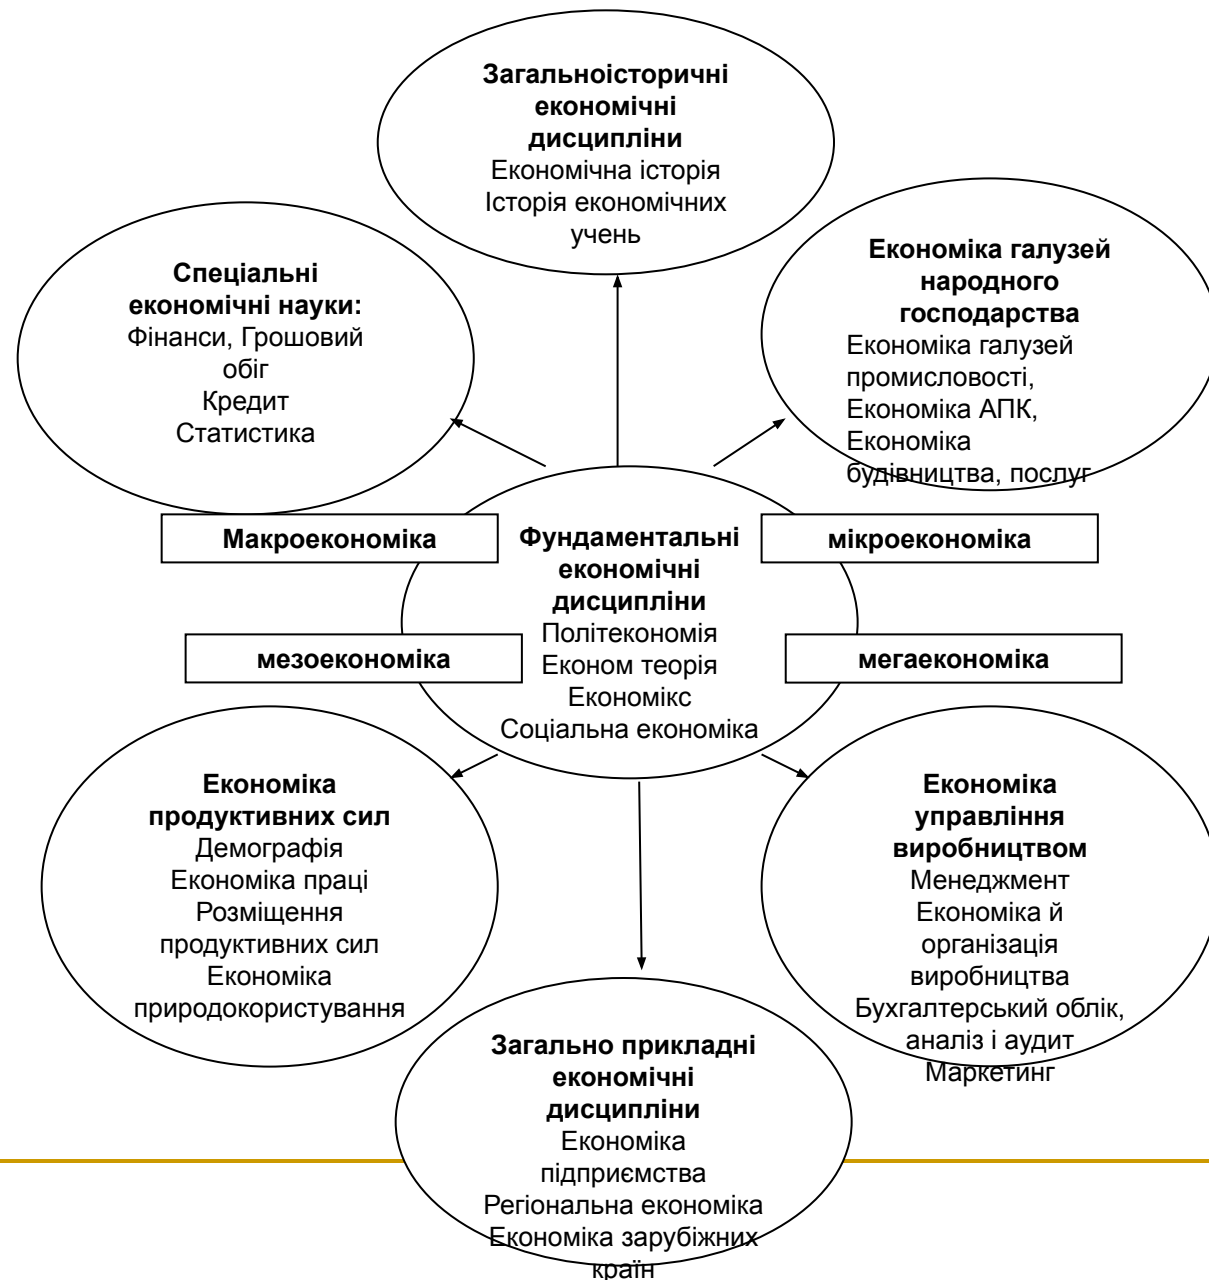 Загальноісторичні
економічні
дисципліни
Економічна історія
Історія економічних
учень
Спеціальні
економічні науки:
Фінанси, Грошовий
обіг
Кредит
Статистика
Економіка галузей
народного
господарства
Економіка галузей
промисловості,
Економіка АПК,
Економіка
будівництва, послуг
Макроекономіка
мікроекономіка
Фундаментальні
економічні
дисципліни
Політекономія
Економ теорія
Економікс
Соціальна економіка
мезоекономіка
мегаекономіка
Економіка
продуктивних сил
Демографія
Економіка праці
Розміщення
продуктивних сил
Економіка
природокористування
Економіка
управління
виробництвом
Менеджмент
Економіка й
організація
виробництва
Бухгалтерський облік,
аналіз і аудит
Маркетинг
Загально прикладні
економічні
дисципліни
Економіка
підприємства
Регіональна економіка
Економіка зарубіжних
країн